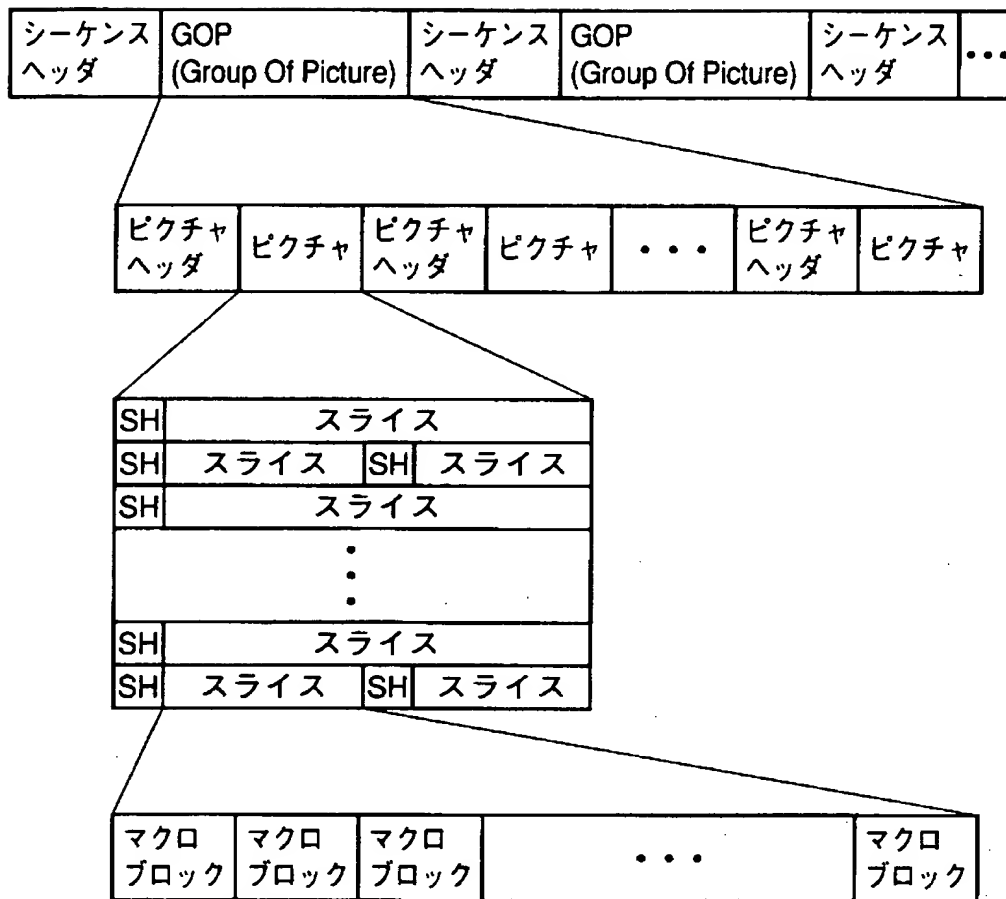 シーケンス GOP シーケンス GOP シーケンス
ヘッダ (Group Of Picture) ヘッダ (Group Of Picture) ヘッダ •••
ピクチャ ピクチャ ピクチャ ピクチャ • • • ピクチャ ピクチャ
ヘッダ ヘッダ ヘッダ
SH スライス
SH スライス SH スライス
SH スライス
•
•
•
SH スライス
SH スライス SH スライス
マクロ マクロ マクロ • • • マクロ
ブロック ブロック ブロック ブロック